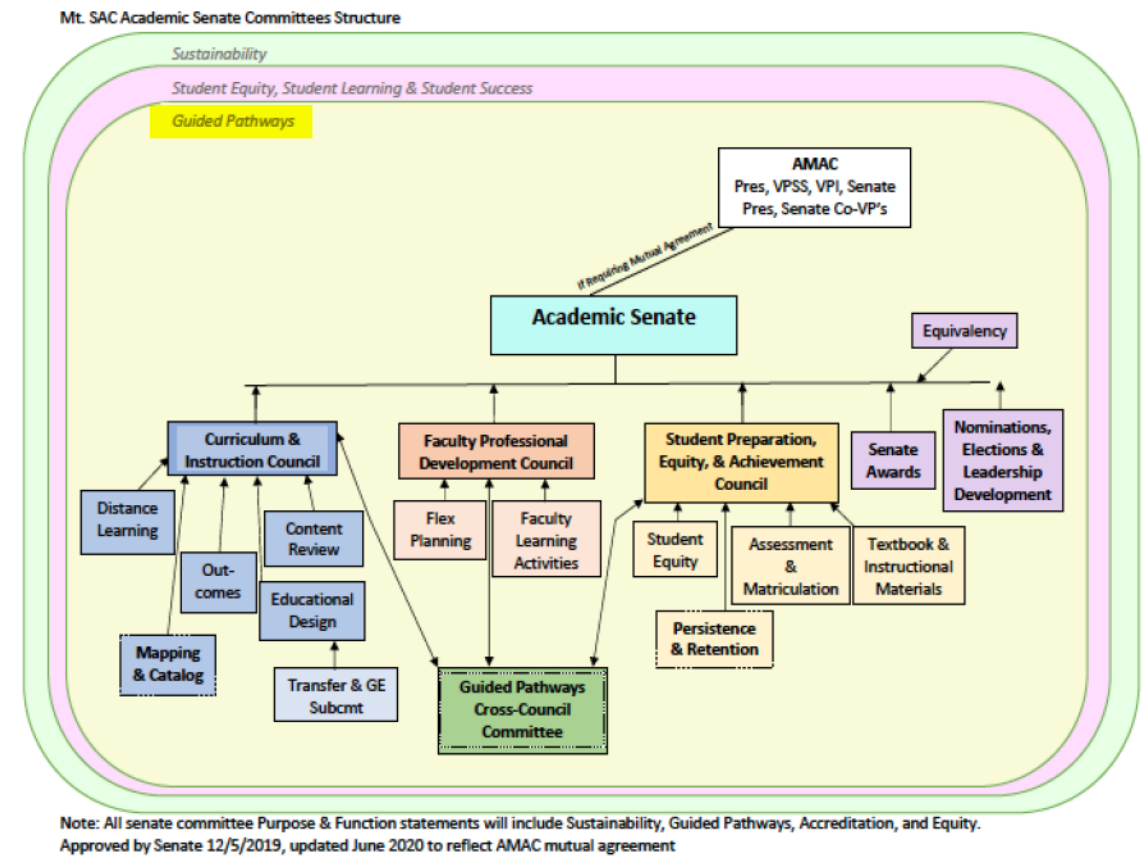 Mt. SAC Academic Senate Committees Structure
Sustainability
Student Equity, Student Learning & Student Success
Guided Pathways
AMAC
Pres, VPSS, VPI, Senate
Pres, Senate Co-VP's
If Requiring Mutual Agreement
Academic Senate
Equivalency
Curriculum &
Instruction Council
Faculty Professional
Development Council
Student Preparation,
Equity, & Achievement
Council
Senate
Awards
Nominations,
Elections &
Leadership
Development
Distance
Learning
Out-
comes
Content
Review
Educational
Design
Mapping
& Catalog
Transfer & GE
Subcmt
Flex
Planning
Faculty
Learning
Activities
Student
Equity
Assessment
&
Matriculation
Textbook &
Instructional
Materials
Persistence
& Retention
Guided Pathways
Cross-Council
Committee
Note: All senate committee Purpose & Function statements will include Sustainability, Guided Pathways, Accreditation, and Equity.
Approved by Senate 12/5/2019, updated June 2020 to reflect AMAC mutual agreement